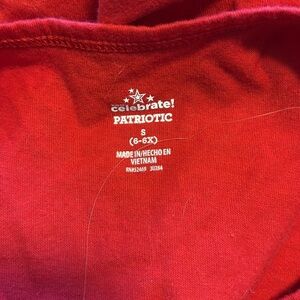 celebrate!
PATRIOTIC
S
(6-6X)
MADE IN/HECHO EN
VIETNAM